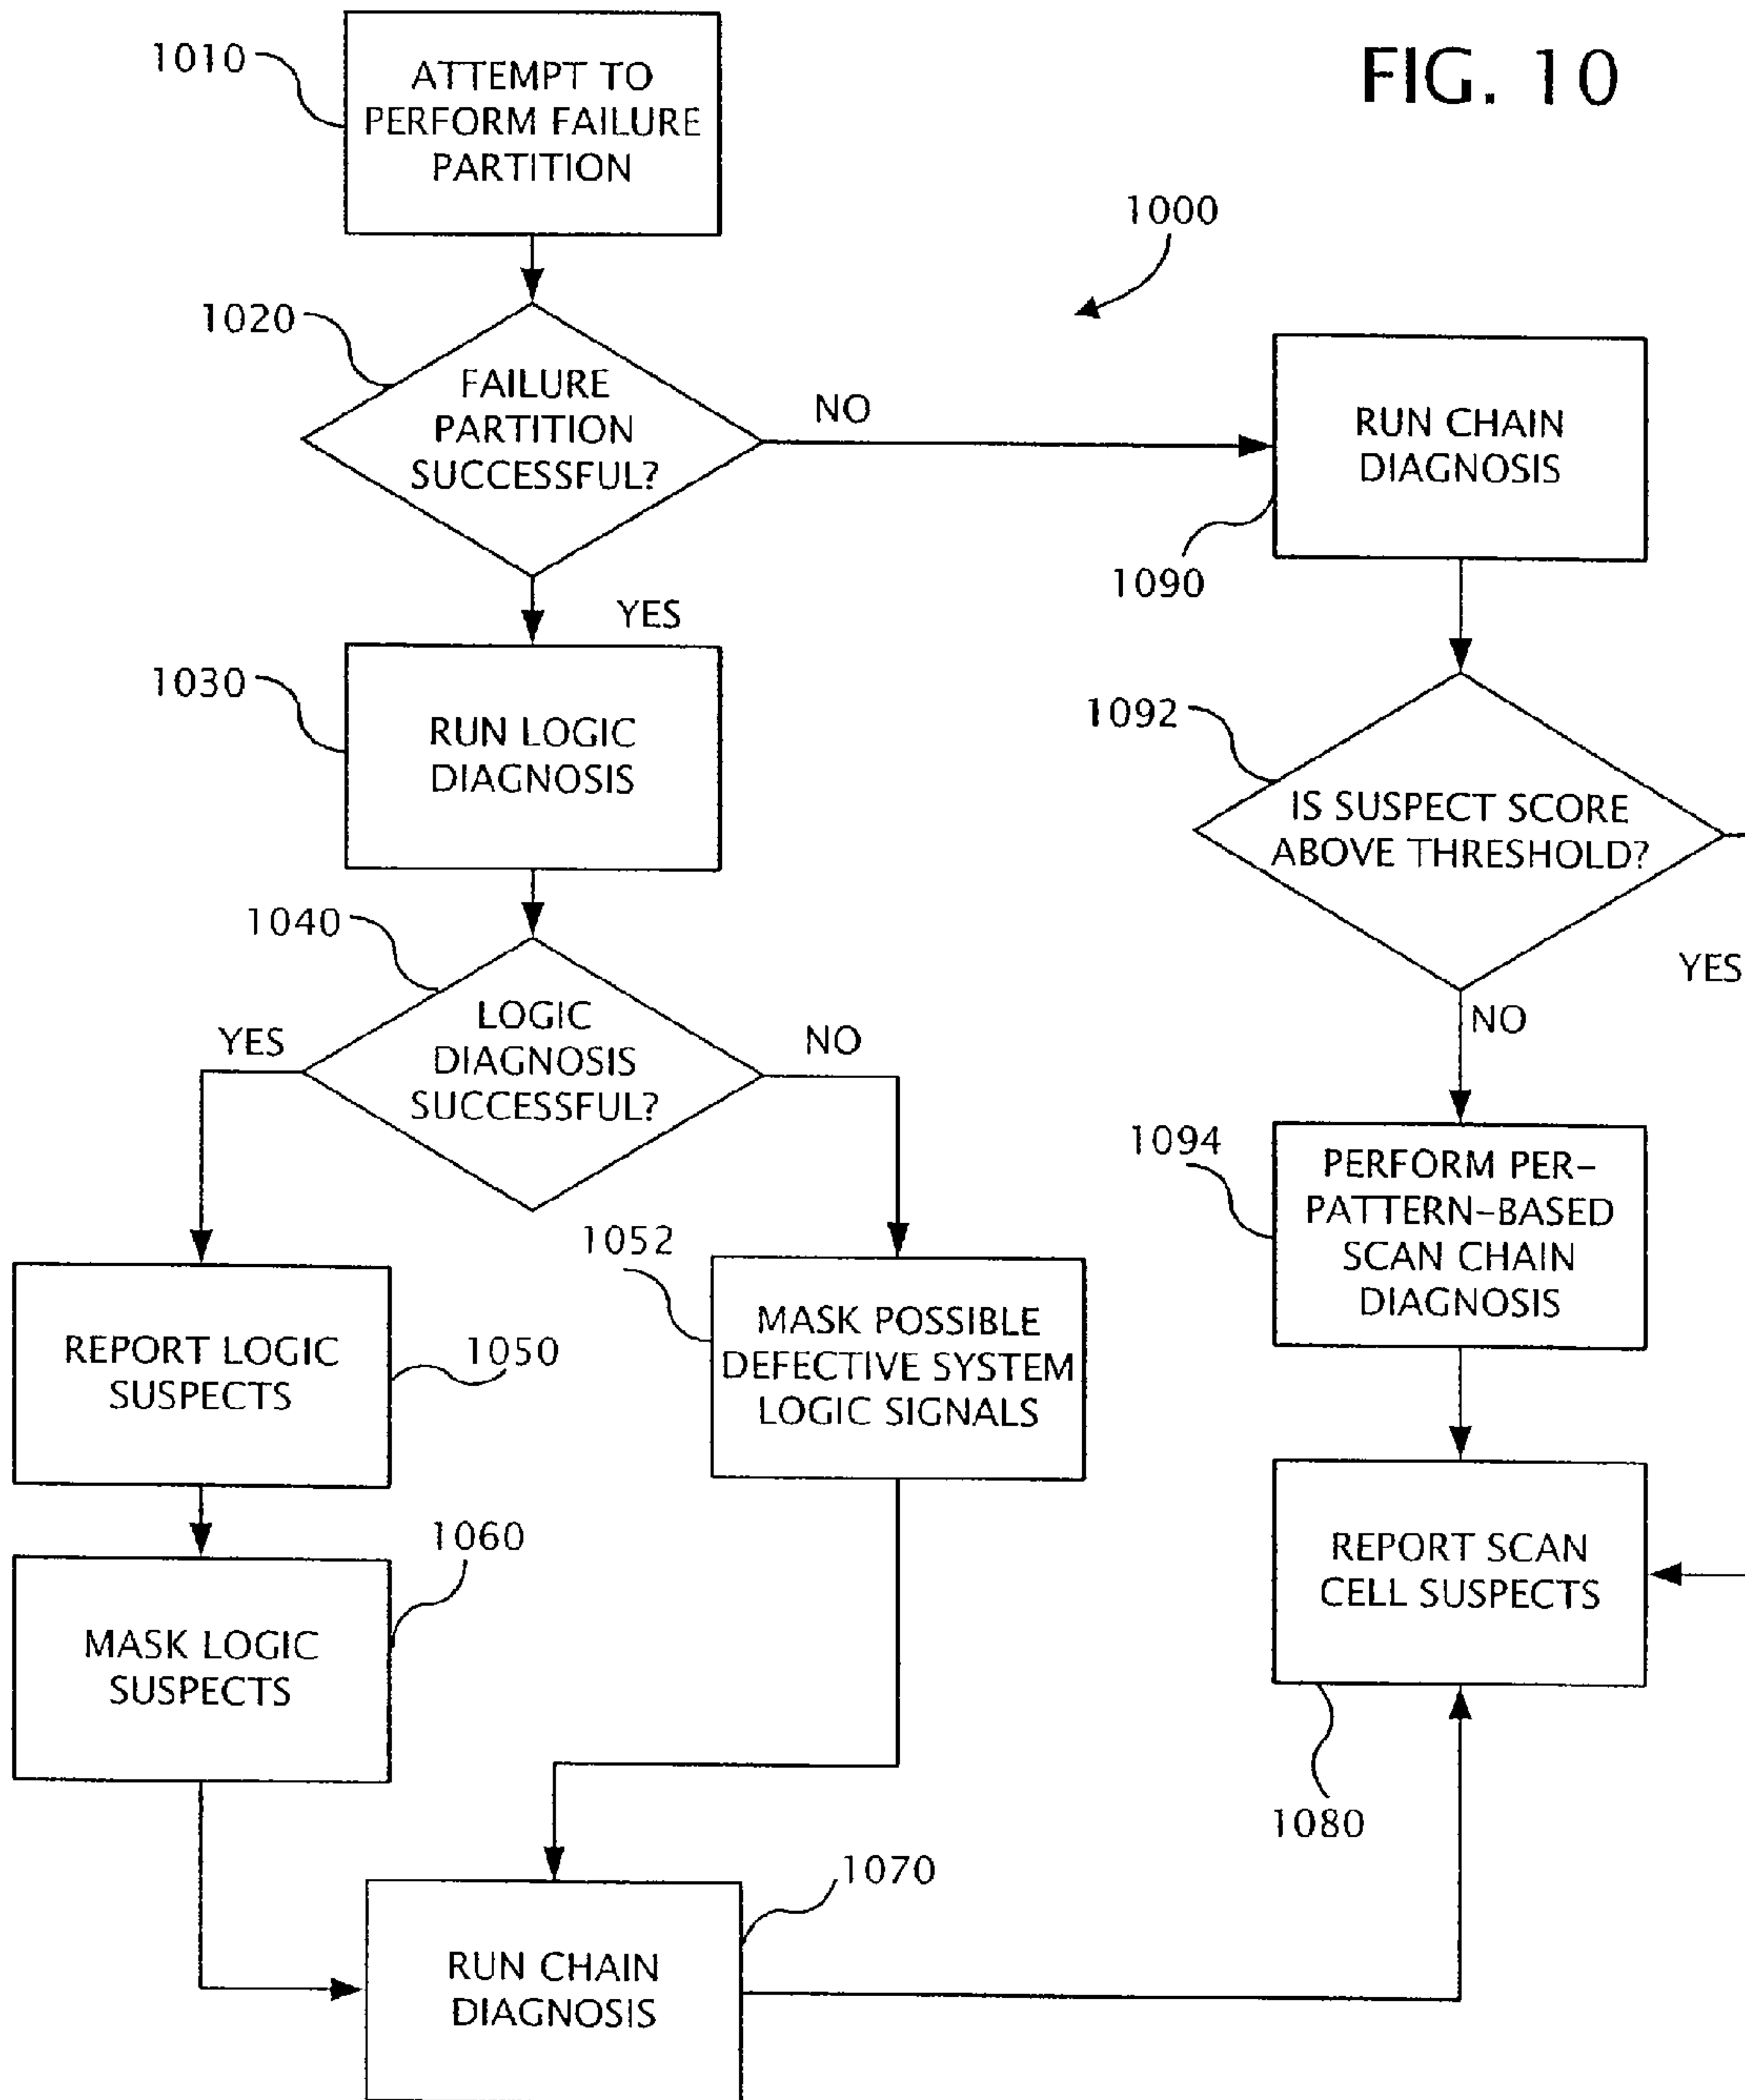 FIG. 10
1010
ATTEMPT TO
PERFORM FAILURE
PARTITION
1000
1020
FAILURE
PARTITION
SUCCESSFUL?
NO
YES
RUN CHAIN
DIAGNOSIS
1090
1030
RUN LOGIC
DIAGNOSIS
1092
IS SUSPECT SCORE
ABOVE THRESHOLD?
YES
NO
1040
LOGIC
DIAGNOSIS
SUCCESSFUL?
YES
NO
1094
PERFORM PER-
PATTERN-BASED
SCAN CHAIN
DIAGNOSIS
REPORT LOGIC
SUSPECTS
1050
1052
MASK POSSIBLE
DEFECTIVE SYSTEM
LOGIC SIGNALS
1060
MASK LOGIC
SUSPECTS
REPORT SCAN
CELL SUSPECTS
1080
1070
RUN CHAIN
DIAGNOSIS